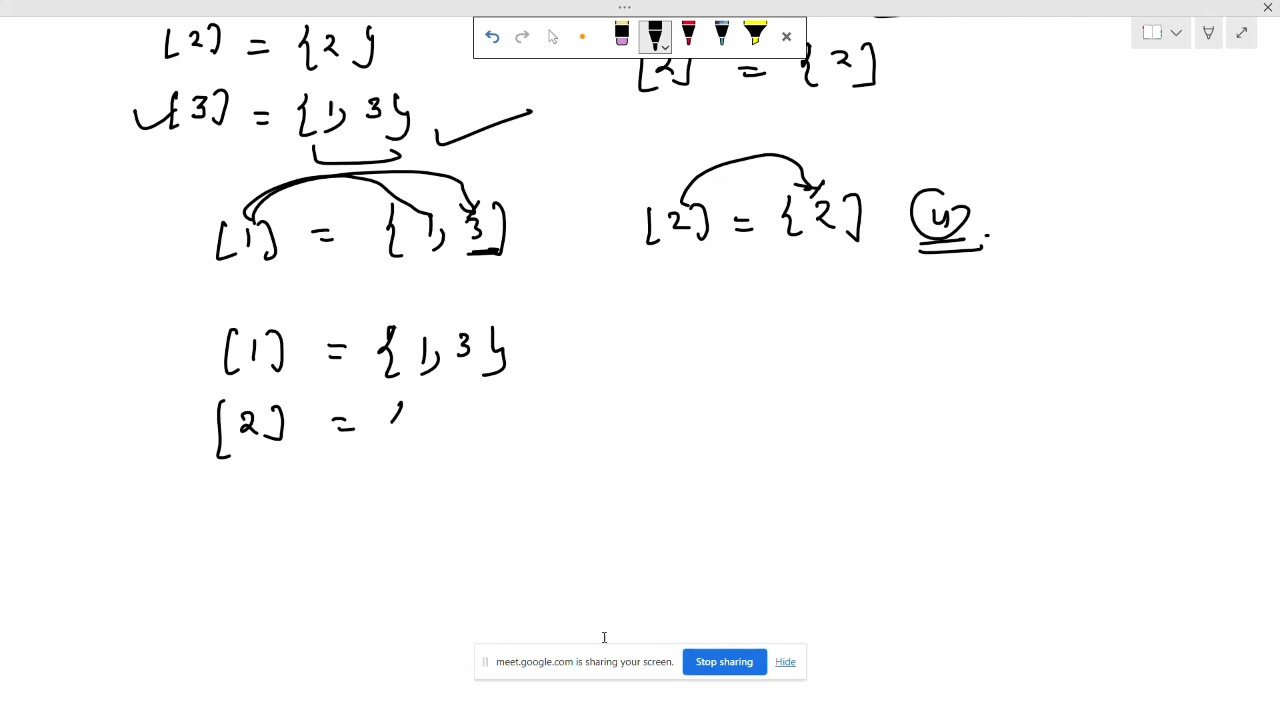 [2] = {2}
[2] = {2}
[3] = {1, 3}
[1] = {1, 3}
[2] = {2}
[1] = {1, 3}
[2] =
meet.google.com is sharing your screen.
Stop sharing
Hide